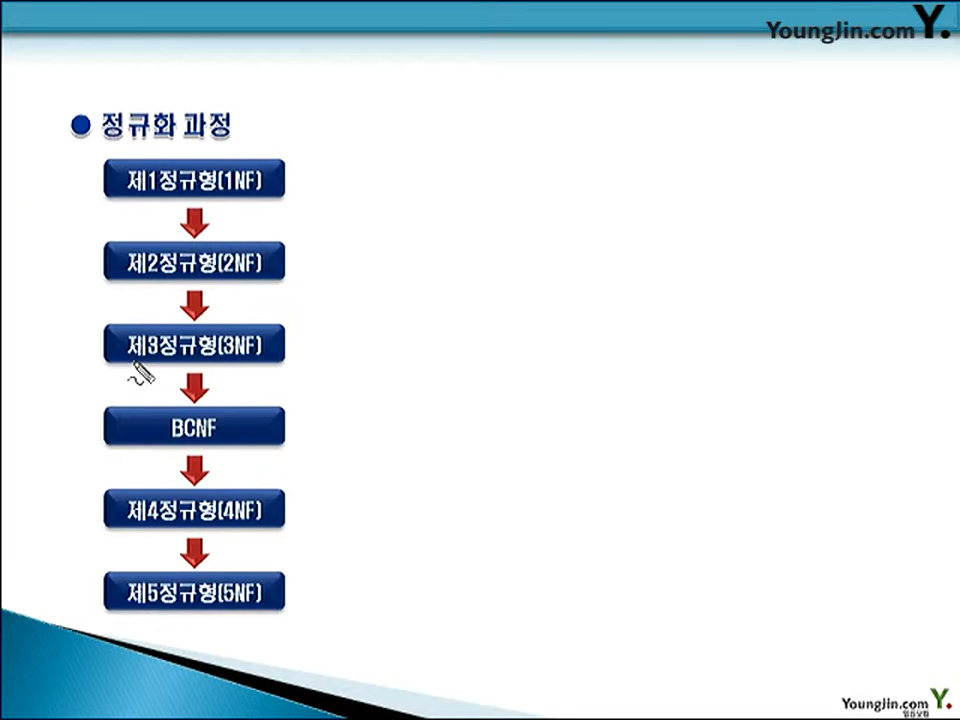 YoungJin.com Y.
정규화 과정
제1정규형(1NF)
제2정규형(2NF)
제3정규형(3NF)
BCNF
제4정규형(4NF)
제5정규형(5NF)
YoungJin.com Y.